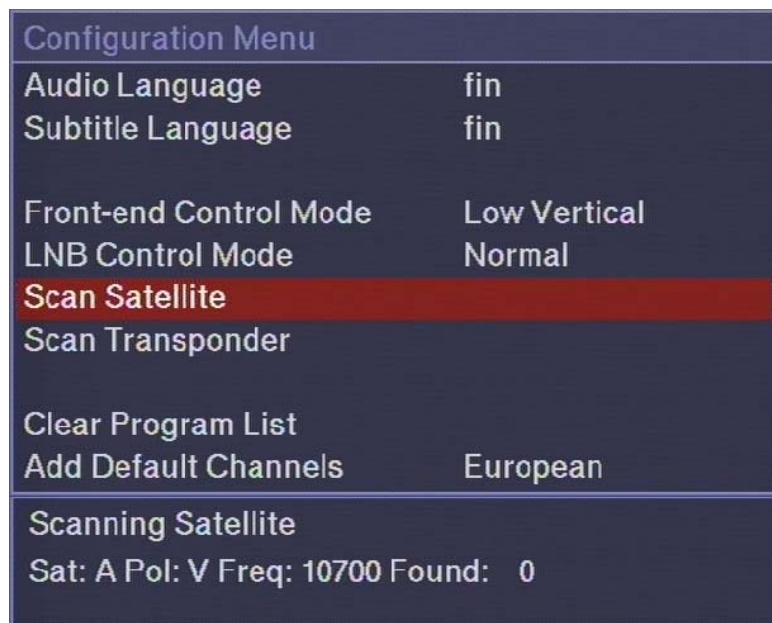 Configuration Menu
Audio Language fin
Subtitle Language fin
Front-end Control Mode Low Vertical
LNB Control Mode Normal
Scan Satellite
Scan Transponder
Clear Program List
Add Default Channels European
Scanning Satellite
Sat: A Pol: V Freq: 10700 Found: 0